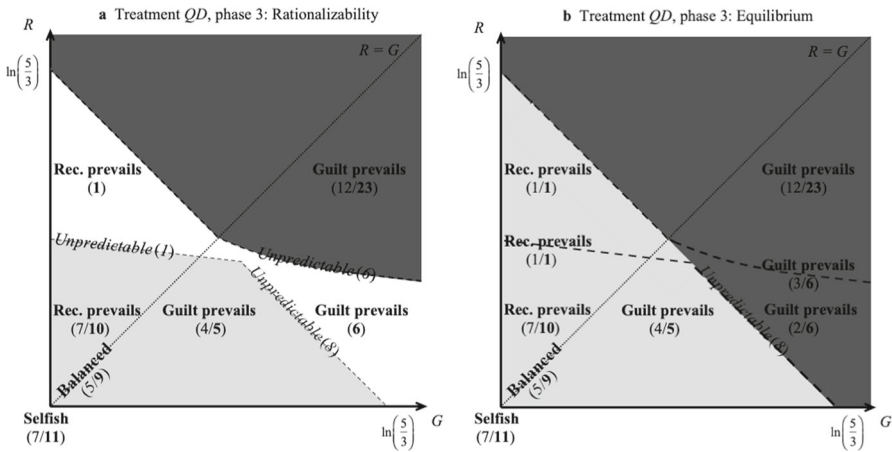 a Treatment QD, phase 3: Rationalizability
R
R = G
ln(5/3)
Rec. prevails
(1)
Guilt prevails
(12/23)
Unpredictable (1)
Unpredictable (6)
Unpredictable (8)
Rec. prevails
(7/10)
Guilt prevails
(4/5)
Guilt prevails
(6)
Balanced
(5/9)
Selfish
(7/11)
ln(5/3)
G
b Treatment QD, phase 3: Equilibrium
R
R = G
ln(5/3)
Rec. prevails
(1/1)
Guilt prevails
(12/23)
Rec. prevails
(1/1)
Guilt prevails
(3/6)
Unpredictable (8)
Rec. prevails
(7/10)
Guilt prevails
(4/5)
Guilt prevails
(2/6)
Balanced
(5/9)
Selfish
(7/11)
ln(5/3)
G